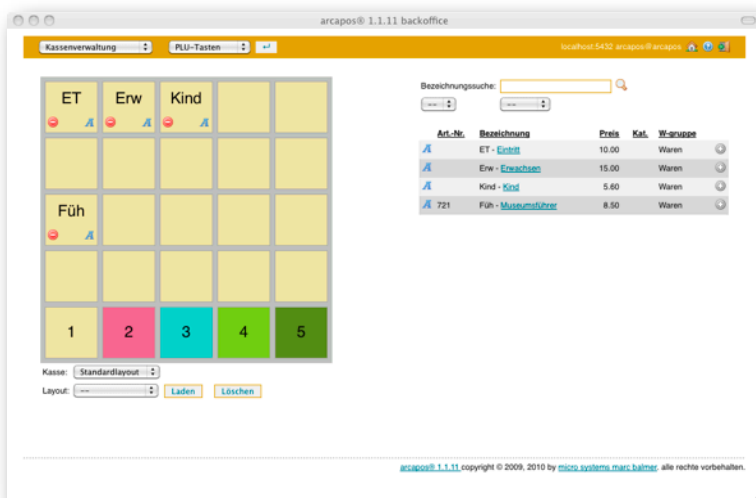 arcapos® 1.1.11 backoffice
Kassenverwaltung PLU-Tasten localhost:5432 arcapos@arcapos
Bezeichnungssuche:
ET Erw Kind
-- --
Art.-Nr. Bezeichnung Preis Kat. W-gruppe
ET - Eintritt 10.00 Waren
Erw - Erwachsen 15.00 Waren
Kind - Kind 5.60 Waren
721 Füh - Museumsführer 8.50 Waren
Füh
1 2 3 4 5
Kasse: Standardlayout
Layout: -- Laden Löschen
arcapos® 1.1.11 copyright © 2009, 2010 by micro systems marc balmer. alle rechte vorbehalten.